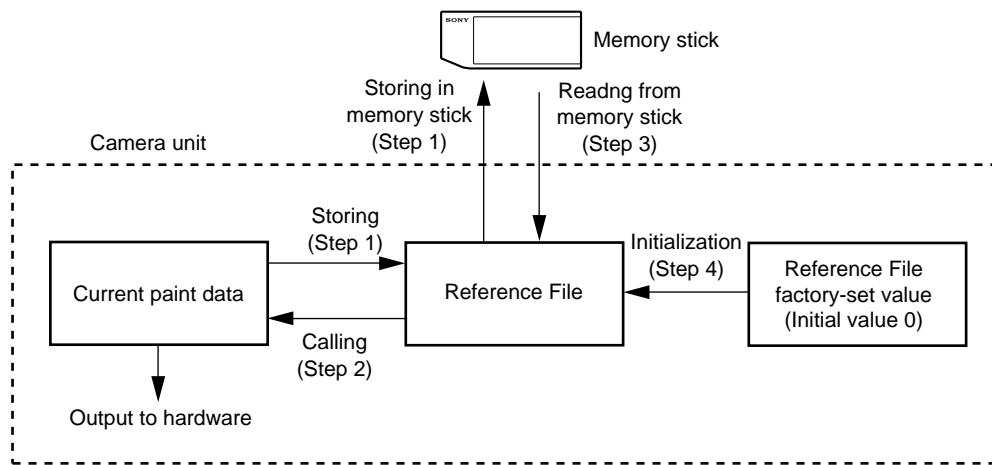 SONY
Memory stick
Storing in
memory stick
(Step 1)
Readng from
memory stick
(Step 3)
Camera unit
Storing
(Step 1)
Initialization
(Step 4)
Current paint data
Reference File
Reference File
factory-set value
(Initial value 0)
Calling
(Step 2)
Output to hardware